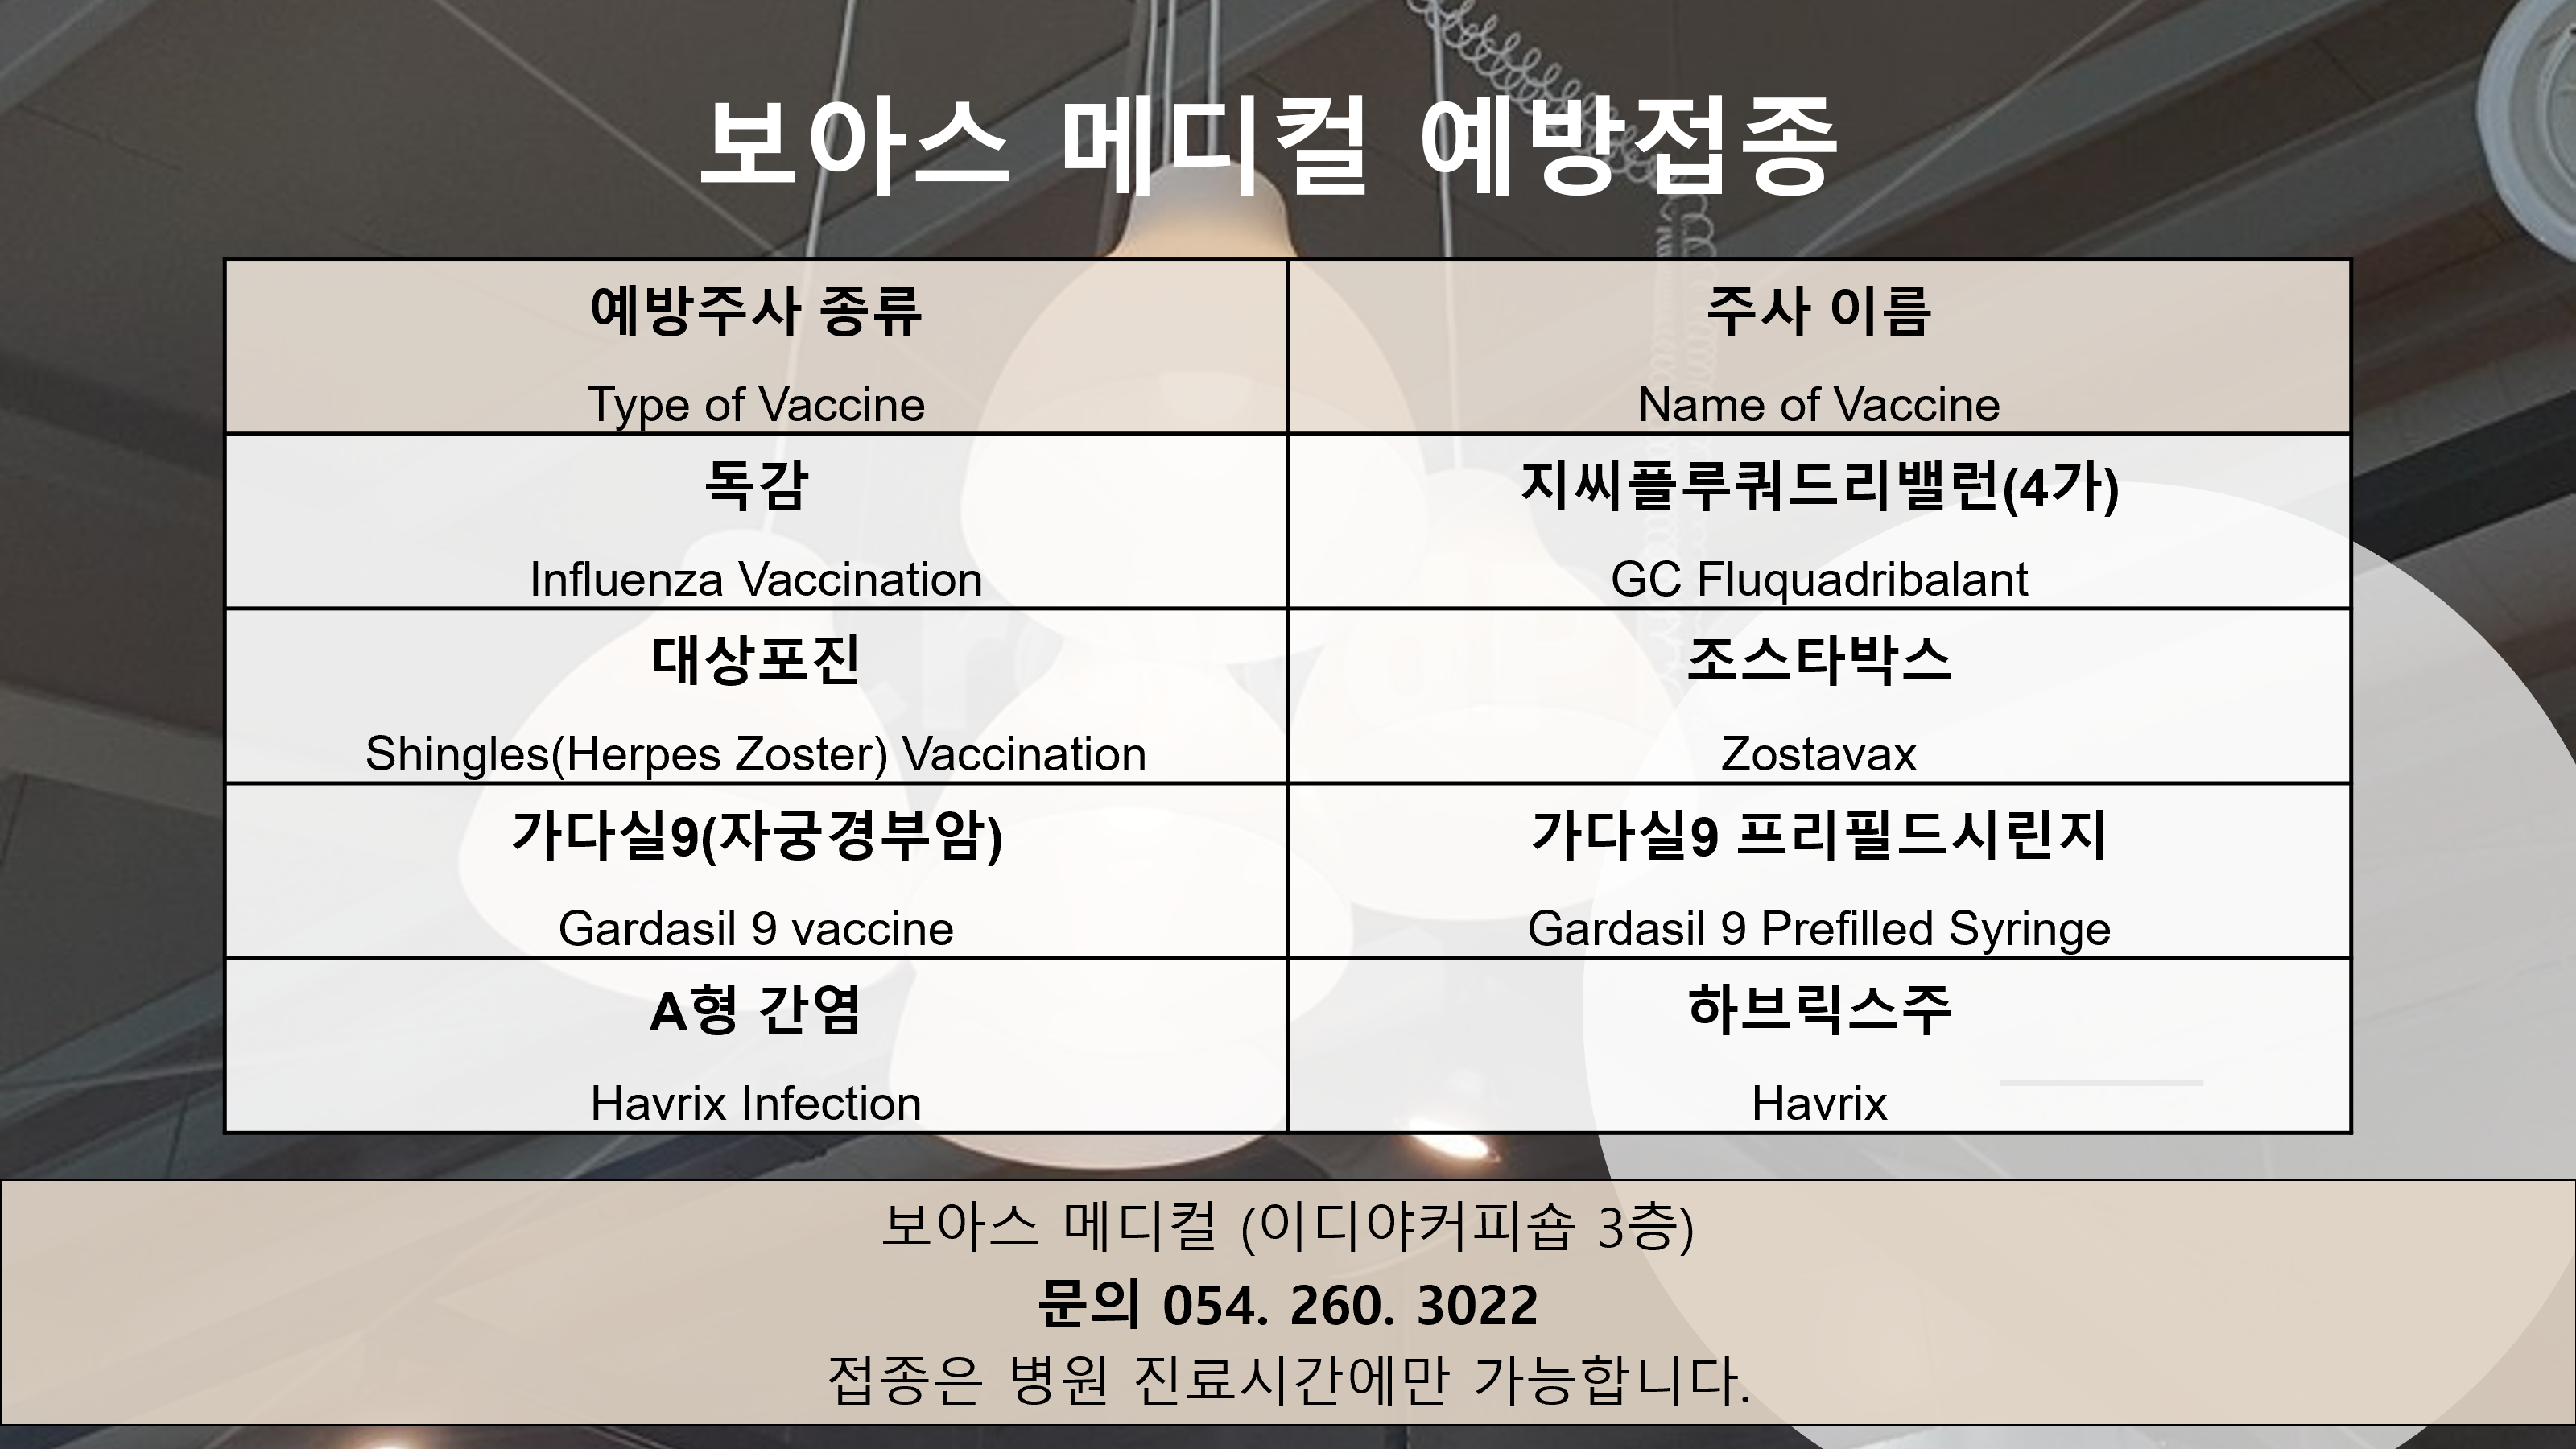 보아스 메디컬 예방접종
예방주사 종류
Type of Vaccine
주사 이름
Name of Vaccine
독감
Influenza Vaccination
지씨플루쿼드리밸런(4가)
GC Fluquadribalant
대상포진
Shingles(Herpes Zoster) Vaccination
조스타박스
Zostavax
가다실9(자궁경부암)
Gardasil 9 vaccine
가다실9 프리필드시린지
Gardasil 9 Prefilled Syringe
A형 간염
Havrix Infection
하브릭스주
Havrix
보아스 메디컬 (이디야커피숍 3층)
문의 054. 260. 3022
접종은 병원 진료시간에만 가능합니다.